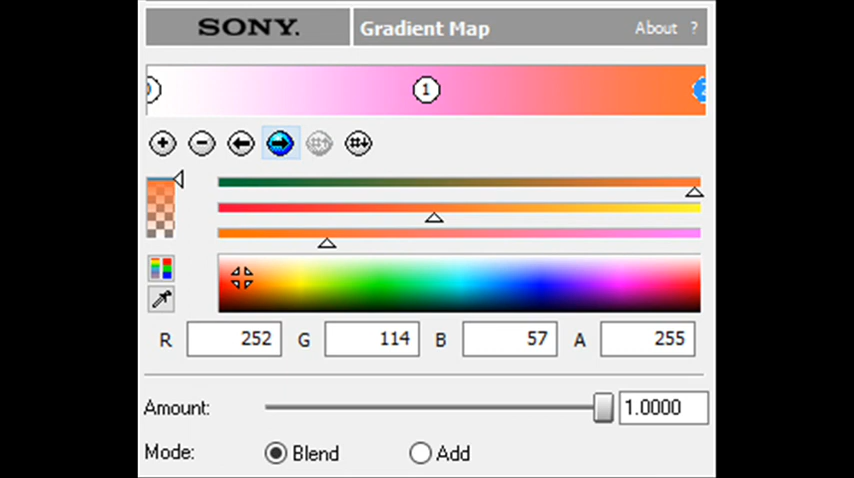 SONY. Gradient Map About ?
1
R 252 G 114 B 57 A 255
Amount: 1.0000
Mode: Blend Add